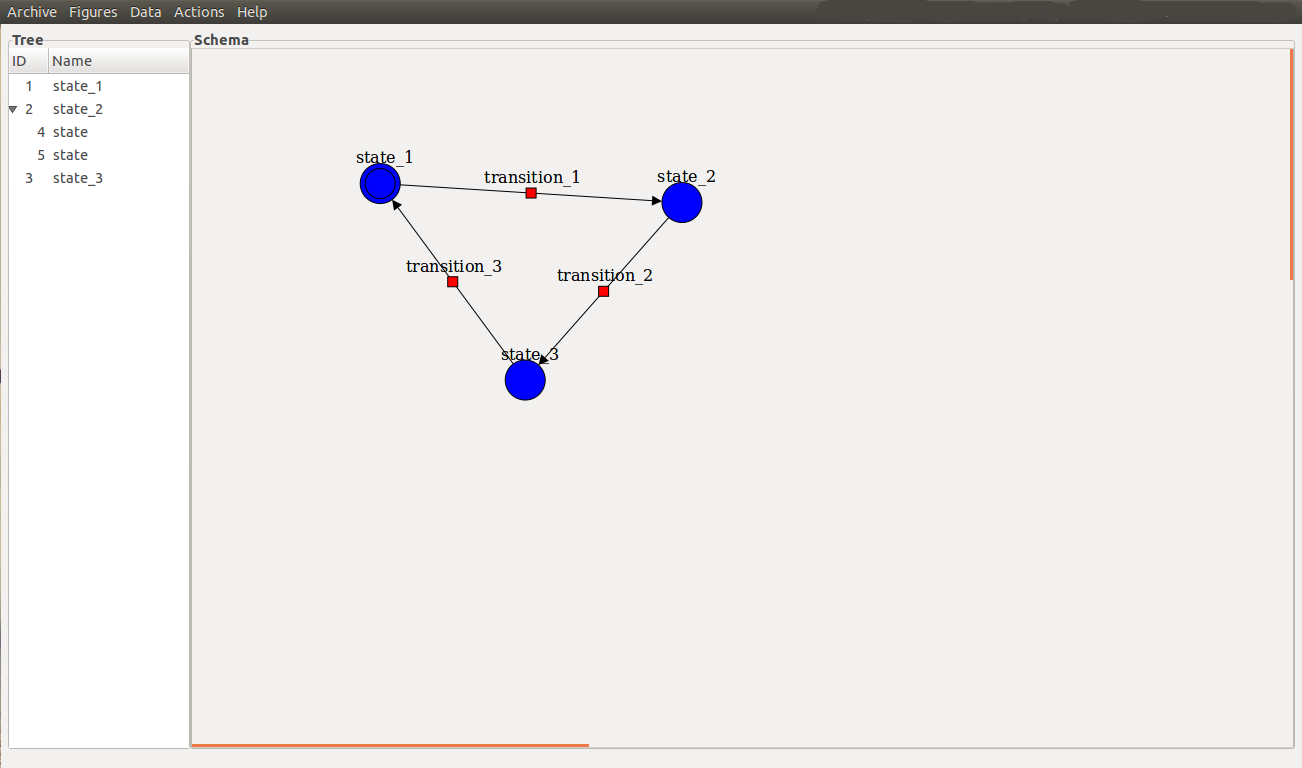 Archive Figures Data Actions Help
Tree
Schema
ID Name
1 state_1
2 state_2
4 state
5 state
3 state_3
state_1
transition_1
state_2
transition_3
transition_2
state_3